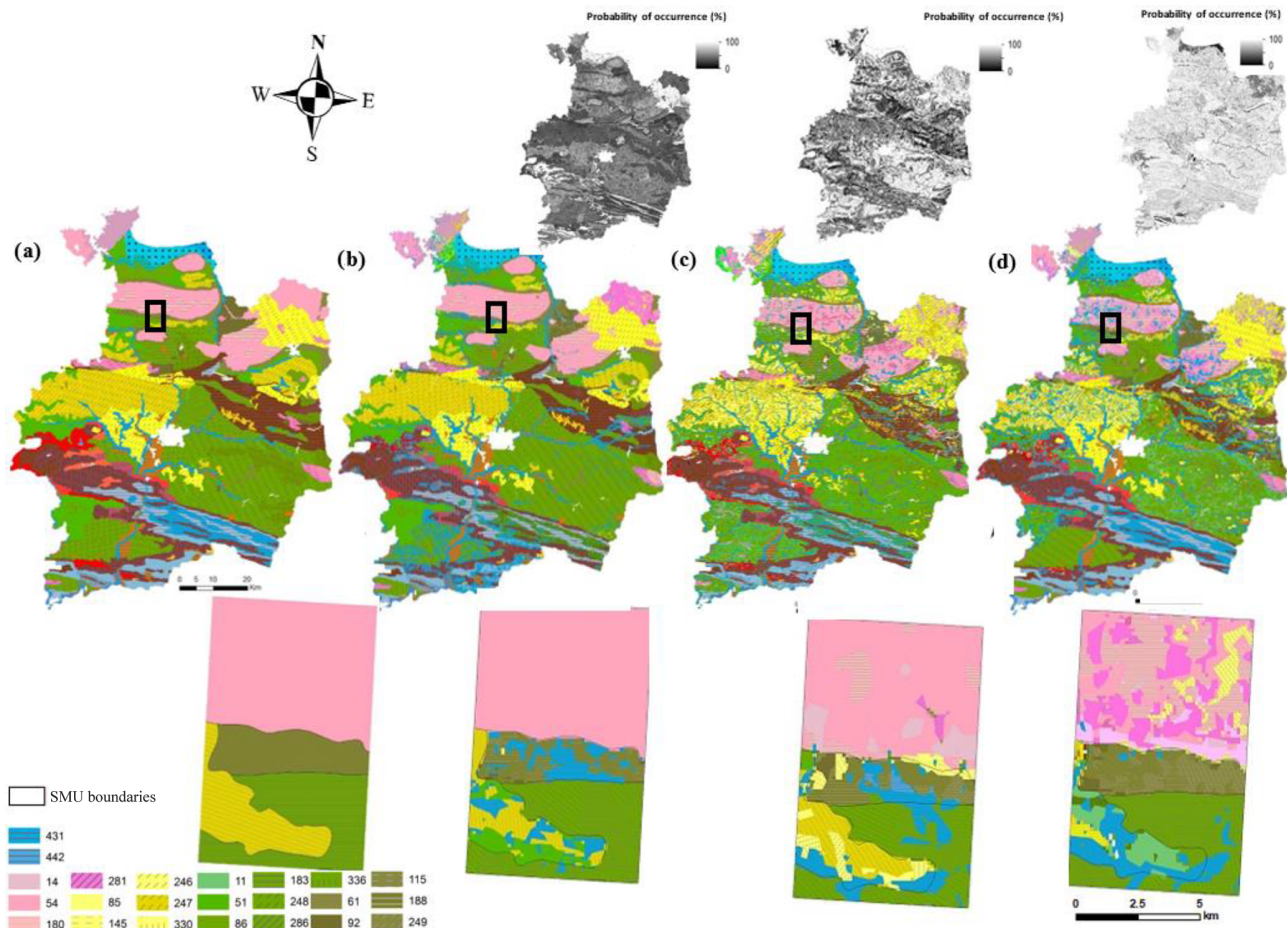 Probability of occurrence (%)
Probability of occurrence (%)
Probability of occurrence (%)
100
0
100
0
100
0
N
W
E
S
(a)
(b)
(c)
(d)
0 5 10 20
Km
0
SMU boundaries
431
442
14 281 246 11 183 336 115
54 85 247 51 248 61 188
180 145 330 86 286 92 249
0 2.5 5
km